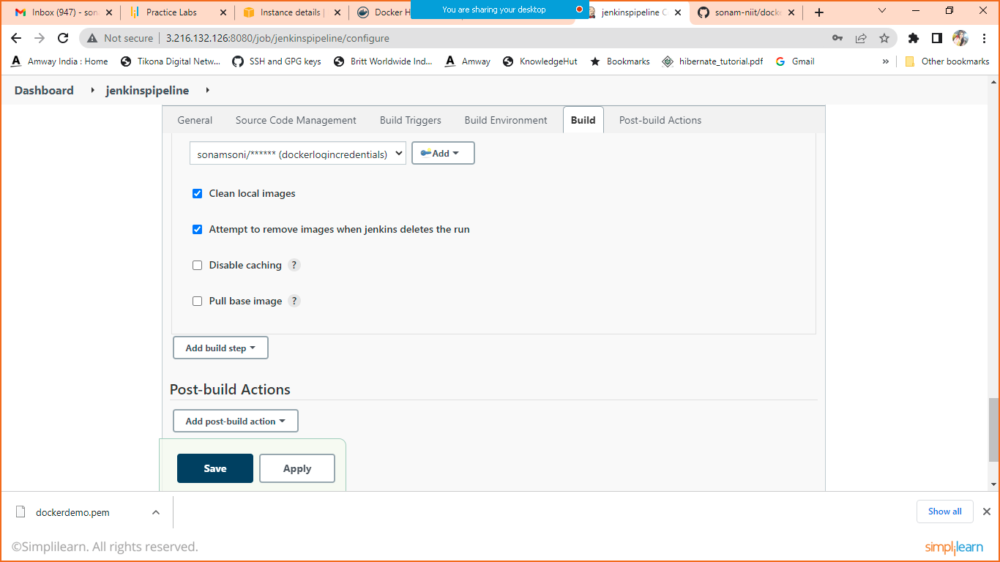 Inbox (947) - son
Practice Labs
Instance details |
Docker H
You are sharing your desktop
jenkinspipeline C
sonam-niit/docke
Not secure
3.216.132.126:8080/job/jenkinspipeline/configure
Amway India : Home
Tikona Digital Netw...
SSH and GPG keys
Britt Worldwide Ind...
Amway
KnowledgeHut
Bookmarks
hibernate_tutorial.pdf
Gmail
»
Other bookmarks
Dashboard
jenkinspipeline
General
Source Code Management
Build Triggers
Build Environment
Build
Post-build Actions
sonamsoni/****** (dockerlogincredentials)
Add
Clean local images
Attempt to remove images when jenkins deletes the run
Disable caching ?
Pull base image ?
Add build step
Post-build Actions
Add post-build action
Save
Apply
dockerdemo.pem
Show all
©Simplilearn. All rights reserved.
simplilearn